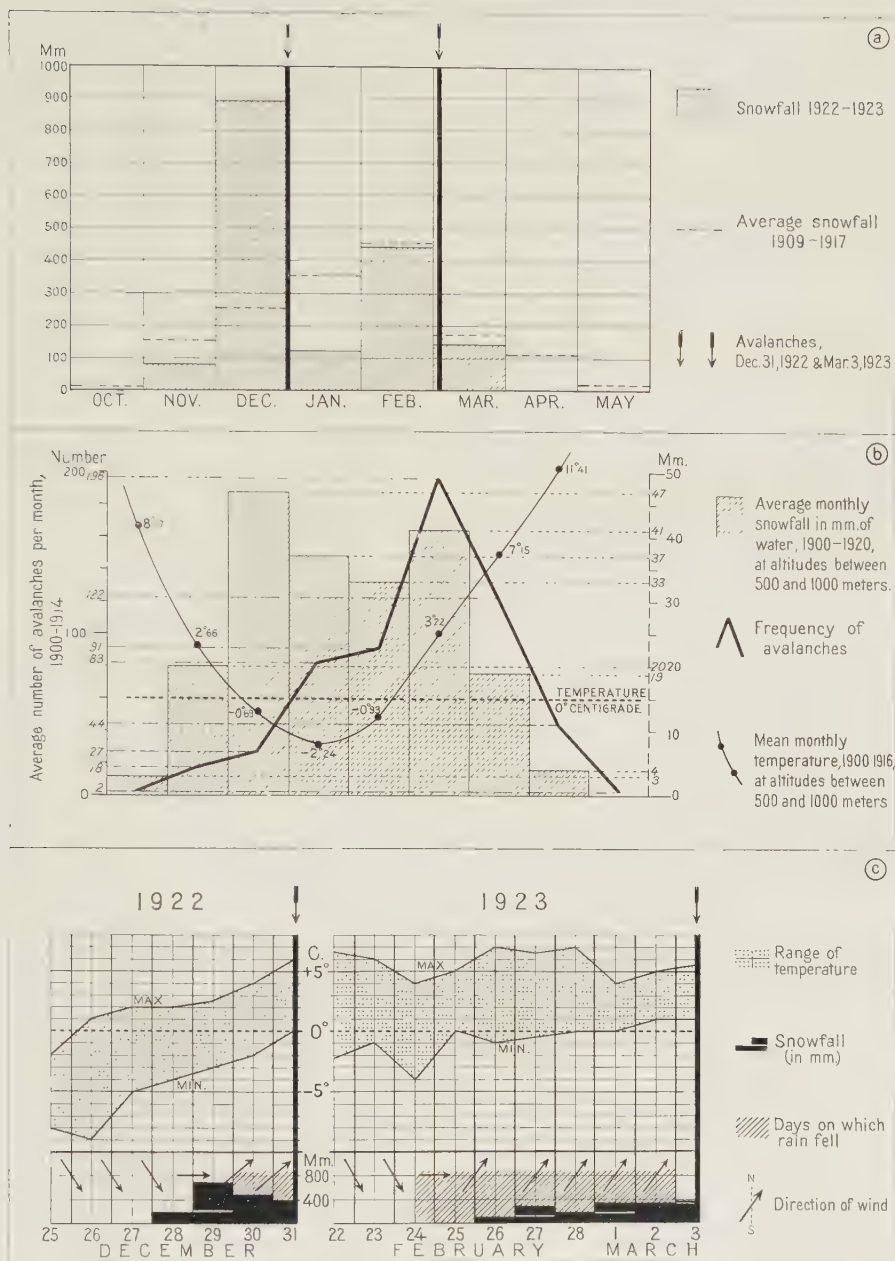 a
Mm
1000
900
800
700
600
500
400
300
200
100
0
OCT. NOV. DEC. JAN. FEB. MAR. APR. MAY
Snowfall 1922-1923
Average snowfall
1909-1917
Avalanches,
Dec. 31, 1922 & Mar. 3, 1923
b
Number
Average number of avalanches per month,
1900-1914
200 196
122
100
91
83
44
27
18
2
0
2°66
-0°69
-2°24
-0°93
3°22
7°15
11°41
TEMPERATURE
0° CENTIGRADE
Mm.
50
47
41
40
37
33
30
20 20
19
10
4
3
0
Average monthly
snowfall in mm. of
water, 1900-1920,
at altitudes between
500 and 1000 meters.
Frequency of
avalanches
Mean monthly
temperature, 1900 1916,
at altitudes between
500 and 1000 meters
c
1922 1923
C.
+5°
0°
-5°
MAX
MIN.
MAX
MIN.
Mm.
800
400
25 26 27 28 29 30 31
DECEMBER
22 23 24 25 26 27 28 1 2 3
FEBRUARY MARCH
Range of
temperature
Snowfall
(in mm.)
Days on which
rain fell
N
S
Direction of wind